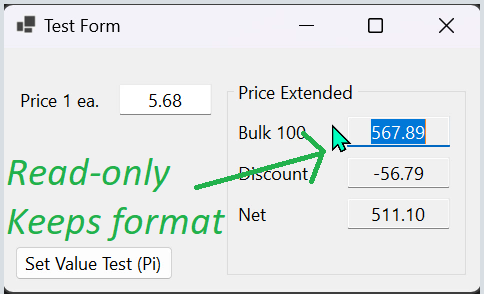 Test Form
Price 1 ea. 5.68
Price Extended
Bulk 100 567.89
Discount -56.79
Net 511.10
Read-only
Keeps format
Set Value Test (Pi)